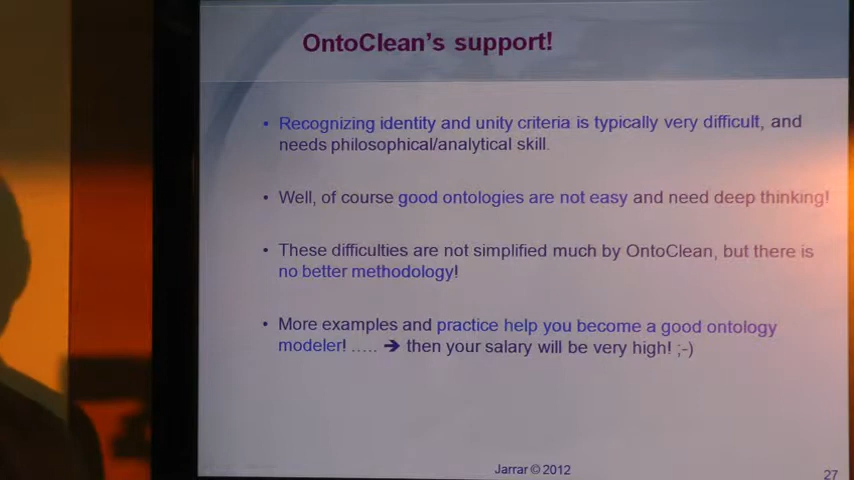 OntoClean's support!
• Recognizing identity and unity criteria is typically very difficult, and
needs philosophical/analytical skill.
• Well, of course good ontologies are not easy and need deep thinking!
• These difficulties are not simplified much by OntoClean, but there is
no better methodology!
• More examples and practice help you become a good ontology
modeler! ..... ➔ then your salary will be very high! ;-)
Jarrar © 2012
27